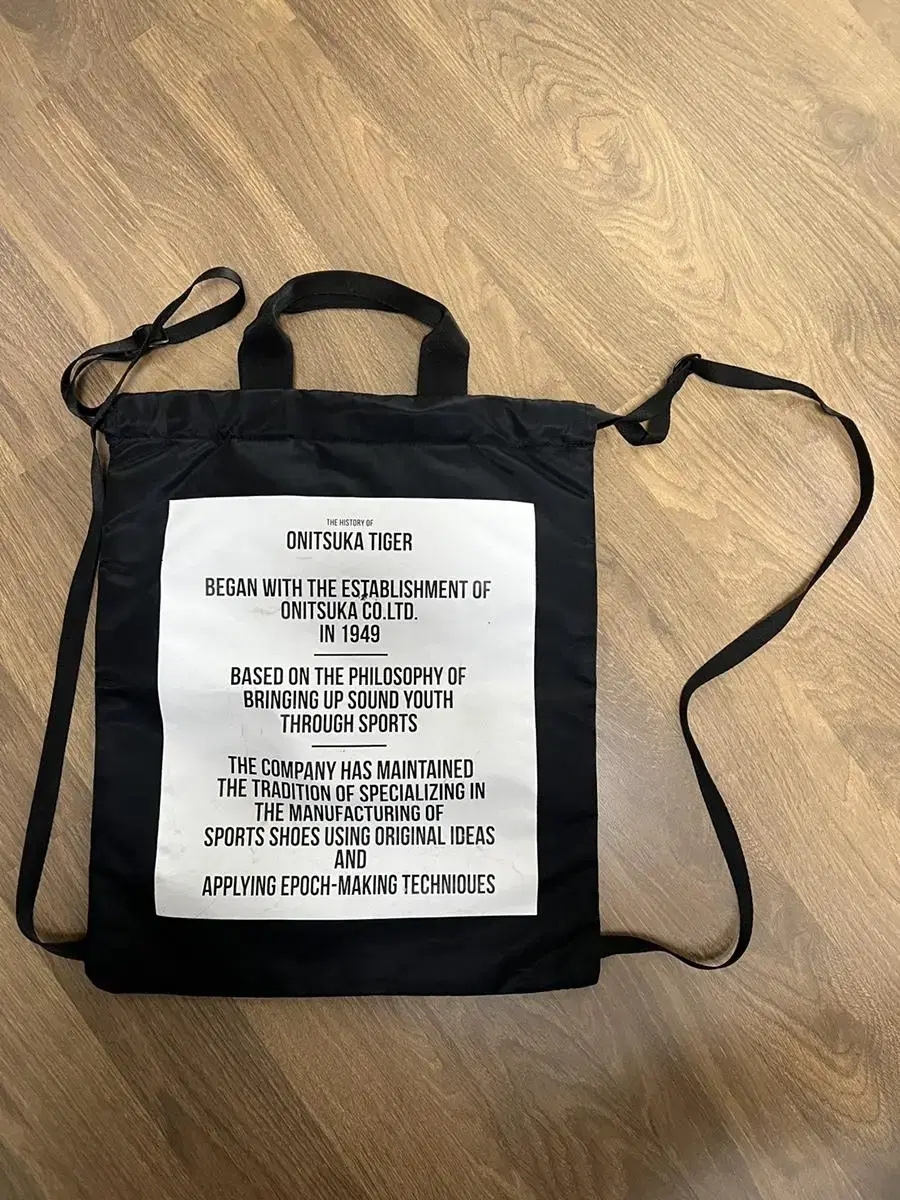 THE HISTORY OF
ONITSUKA TIGER
BEGAN WITH THE ESTABLISHMENT OF
ONITSUKA CO.LTD.
IN 1949
BASED ON THE PHILOSOPHY OF
BRINGING UP SOUND YOUTH
THROUGH SPORTS
THE COMPANY HAS MAINTAINED
THE TRADITION OF SPECIALIZING IN
THE MANUFACTURING OF
SPORTS SHOES USING ORIGINAL IDEAS
AND
APPLYING EPOCH-MAKING TECHNIQUES